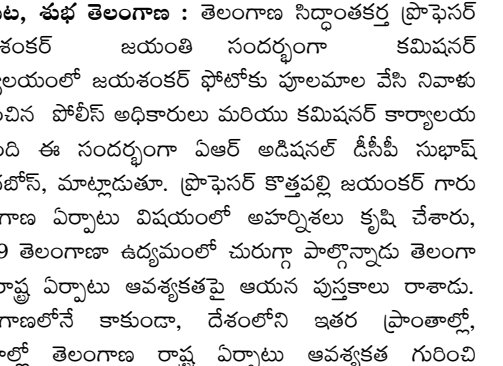 ట, శుభ తెలంగాణ : తెలంగాణ సిద్ధాంతకర్త ప్రొఫెసర్
శంకర్ జయంతి సందర్భంగా కమిషనర్
లయంలో జయశంకర్ ఫోటోకు పూలమాల వేసి నివాళు
చిన పోలీస్ అధికారులు మరియు కమిషనర్ కార్యాలయ
ది ఈ సందర్భంగా ఏఆర్ అడిషనల్ డీసీపీ సుభాష్
బోస్, మాట్లాడుతూ. ప్రొఫెసర్ కొత్తపల్లి జయంకర్ గారు
గాణ ఏర్పాటు విషయంలో అహర్నిశలు కృషి చేశారు,
9 తెలంగాణా ఉద్యమంలో చురుగ్గా పాల్గొన్నాడు తెలంగా
రాష్ట్ర ఏర్పాటు ఆవశ్యకతపై ఆయన పుస్తకాలు రాశాడు.
గాణలోనే కాకుండా, దేశంలోని ఇతర ప్రాంతాల్లో,
ాల్లో తెలంగాణ రాష్ట్ర ఏర్పాటు ఆవశ్యకత గురించి